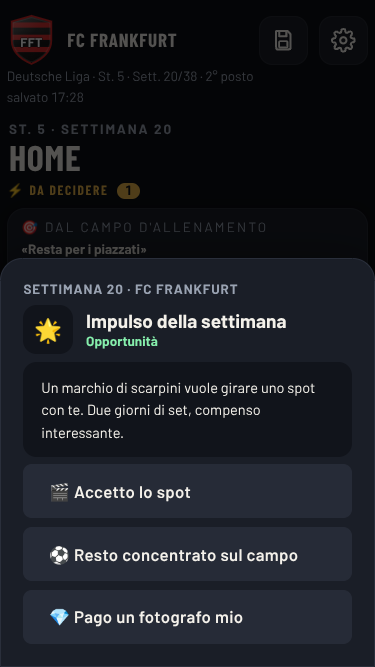 FFT
FC FRANKFURT
Deutsche Liga · St. 5 · Sett. 20/38 · 2º posto
salvato 17:28
ST. 5 · SETTIMANA 20
HOME
⚡ DA DECIDERE 1
🎯 DAL CAMPO D'ALLENAMENTO
«Resta per i piazzati»
SETTIMANA 20 · FC FRANKFURT
Impulso della settimana
Opportunità
Un marchio di scarpini vuole girare uno spot
con te. Due giorni di set, compenso
interessante.
🎬 Accetto lo spot
⚽ Resto concentrato sul campo
💎 Pago un fotografo mio